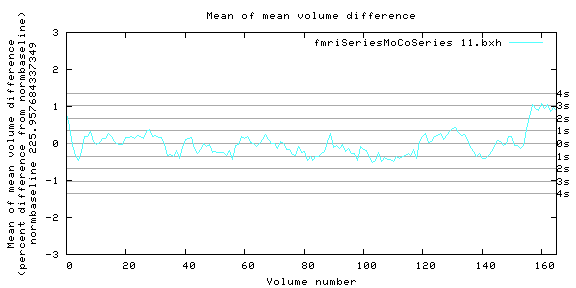 Mean of mean volume difference
fmriSeriesMoCoSeries 11.bxh
Mean of mean volume difference
(percent difference from normbaseline)
normbaseline 225.957684337349
3
2
1
0
-1
-2
-3
4s
3s
2s
1s
0s
1s
2s
3s
4s
0 20 40 60 80 100 120 140 160
Volume number